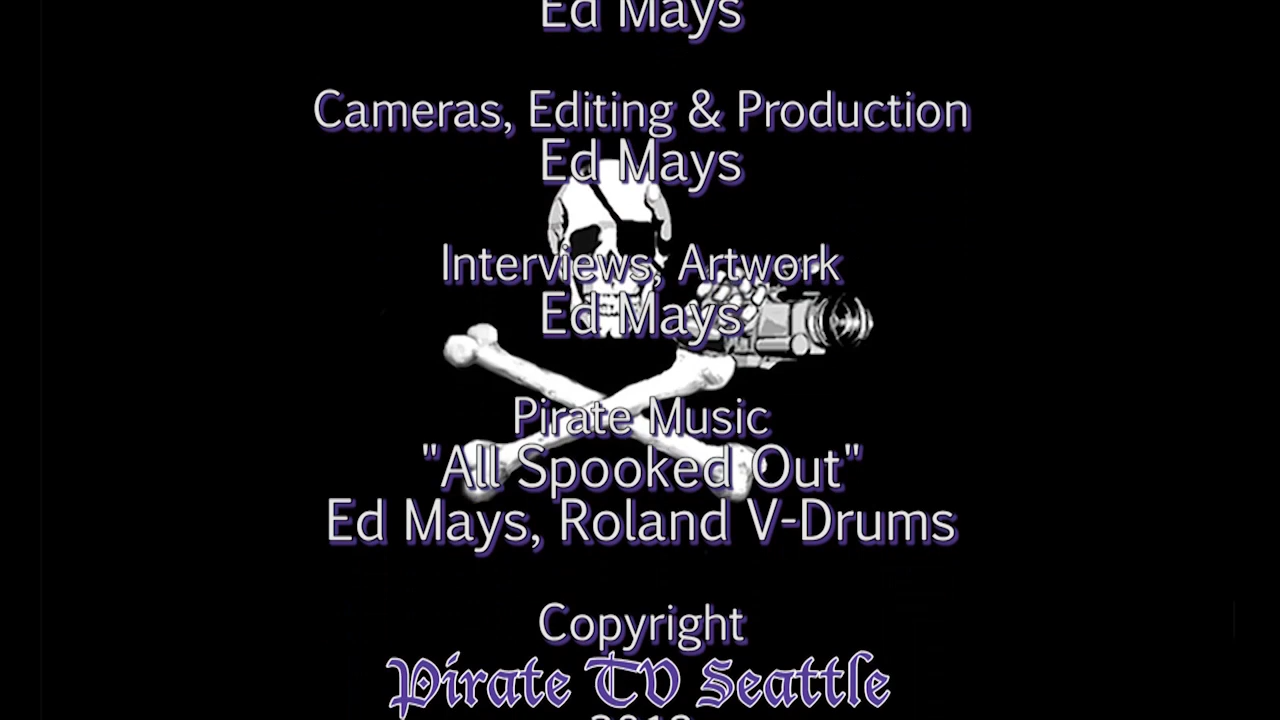 Ed Mays
Cameras, Editing & Production
Ed Mays
Interviews, Artwork
Ed Mays
Pirate Music
"All Spooked Out"
Ed Mays, Roland V-Drums
Copyright
Pirate TV Seattle